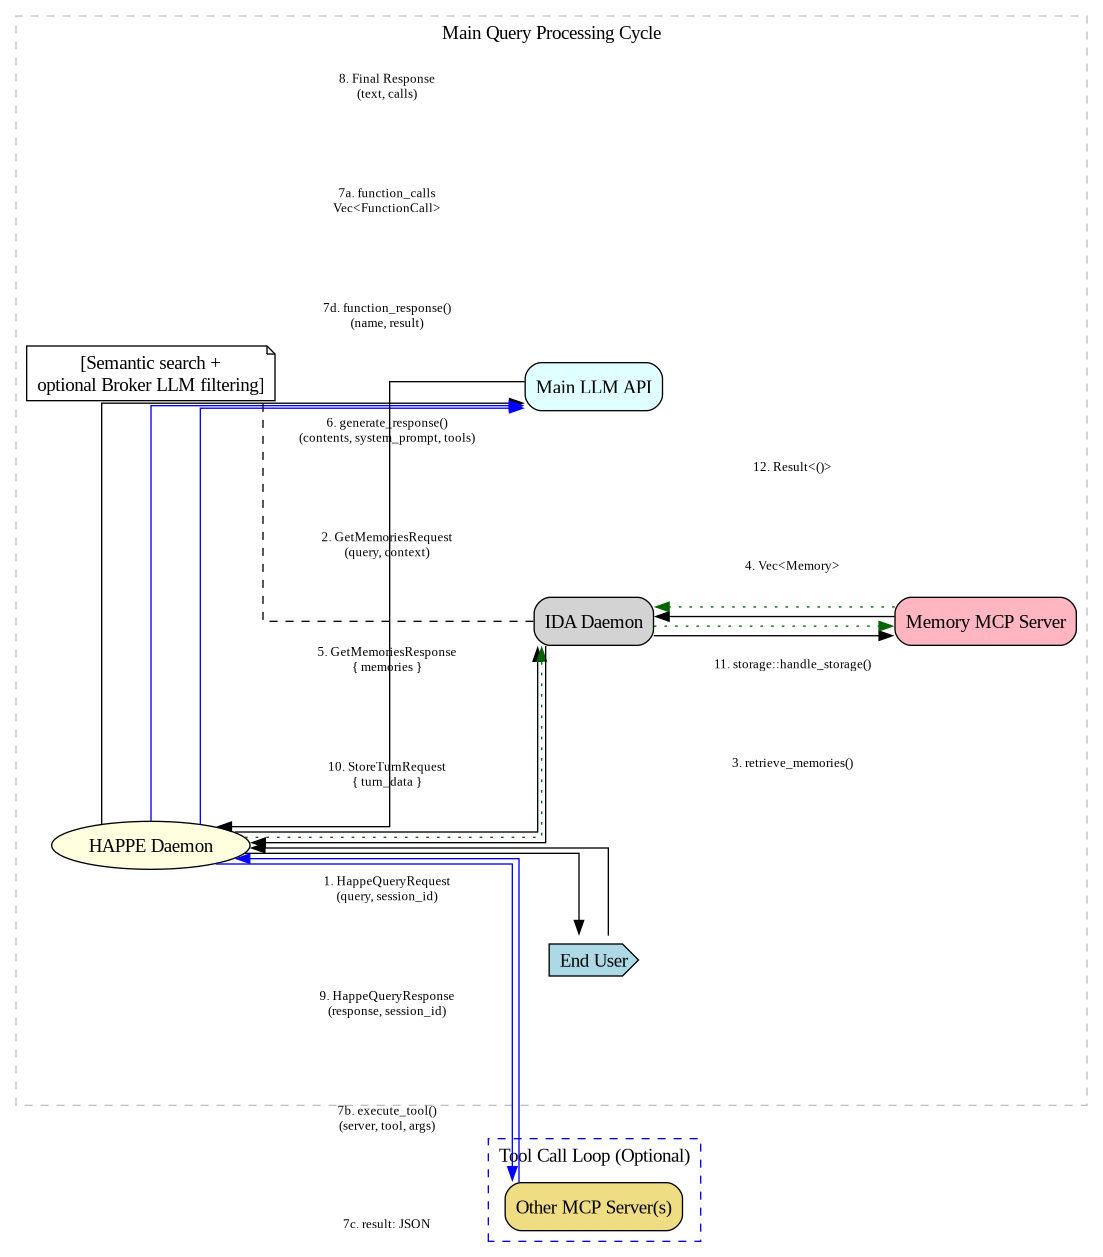 Main Query Processing Cycle
8. Final Response
(text, calls)
7a. function_calls
Vec<FunctionCall>
7d. function_response()
(name, result)
[Semantic search +
optional Broker LLM filtering]
Main LLM API
6. generate_response()
(contents, system_prompt, tools)
12. Result<()>
2. GetMemoriesRequest
(query, context)
4. Vec<Memory>
IDA Daemon
Memory MCP Server
5. GetMemoriesResponse
{ memories }
11. storage::handle_storage()
10. StoreTurnRequest
{ turn_data }
3. retrieve_memories()
HAPPE Daemon
1. HappeQueryRequest
(query, session_id)
End User
9. HappeQueryResponse
(response, session_id)
7b. execute_tool()
(server, tool, args)
Tool Call Loop (Optional)
Other MCP Server(s)
7c. result: JSON